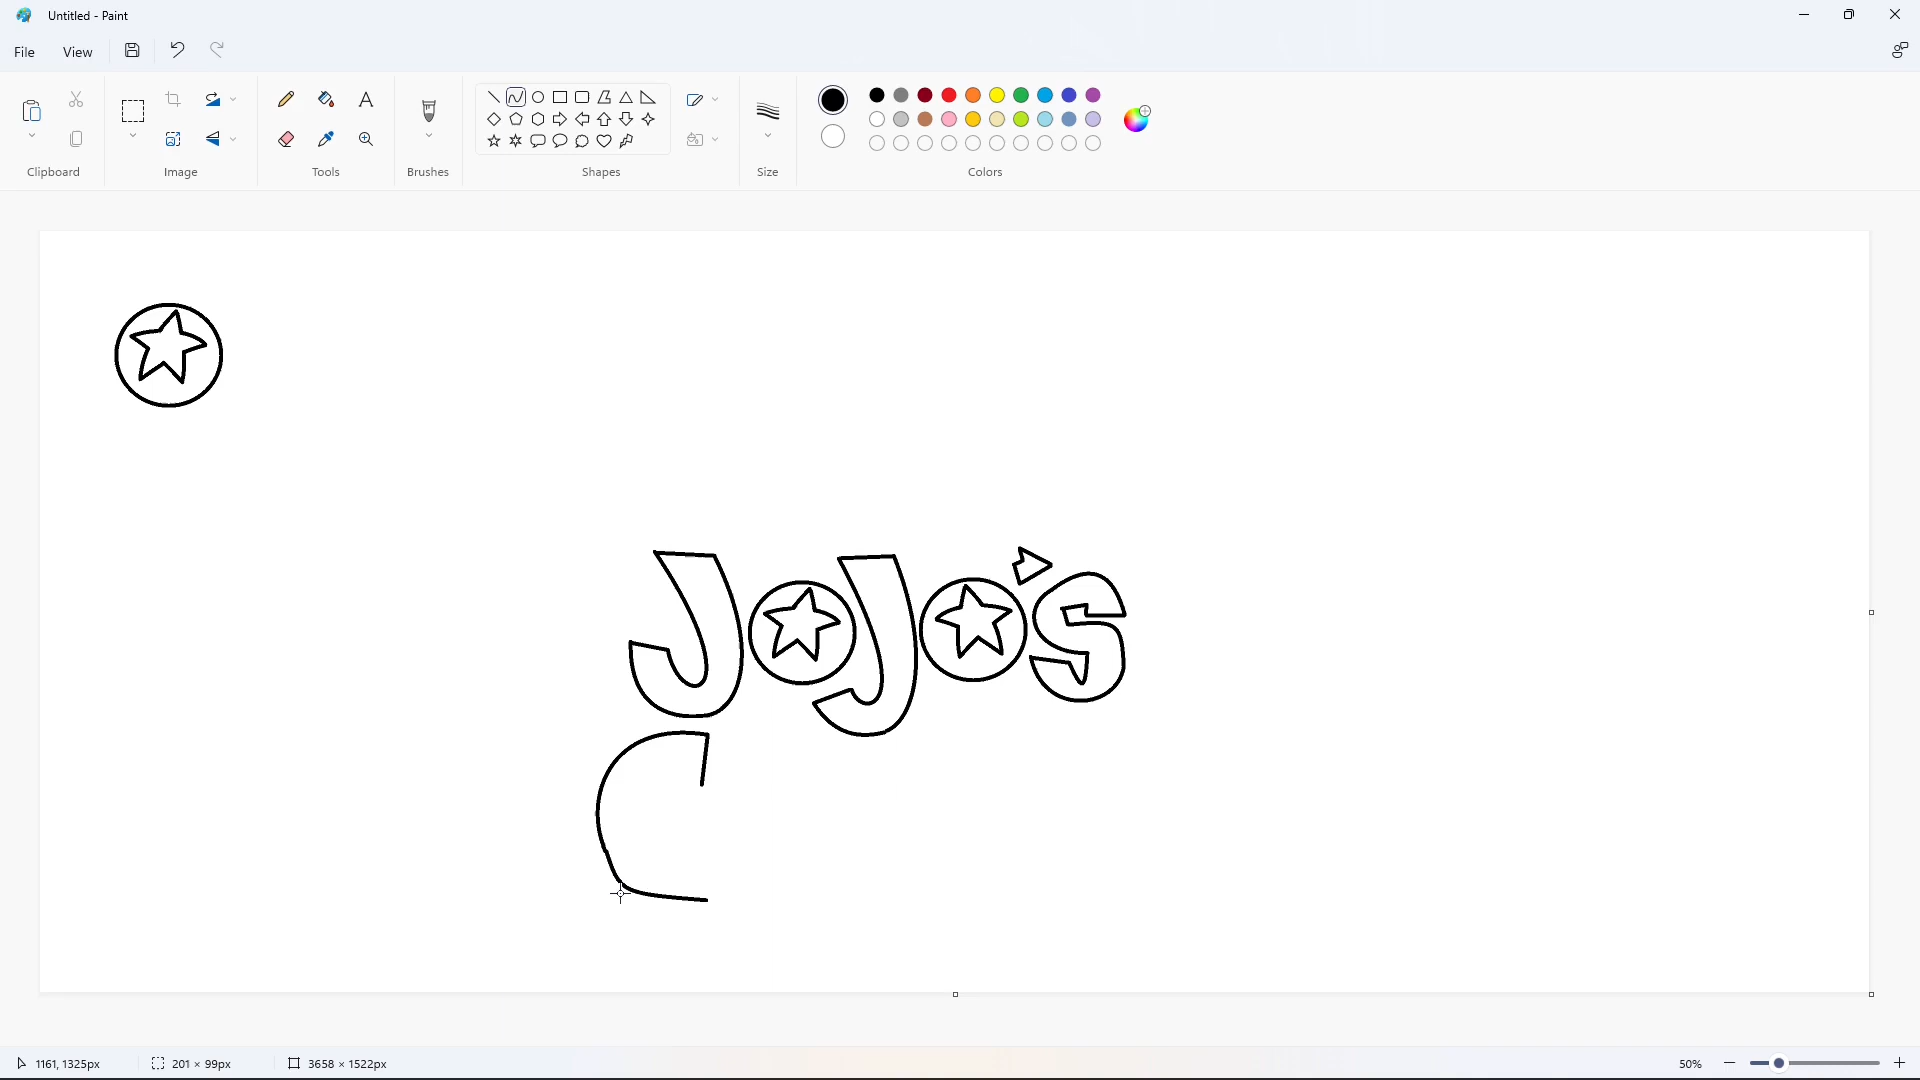 Untitled - Paint
File View
Clipboard Image Tools Brushes Shapes Size Colors
JoJo's
C
1161, 1325px 201 × 99px 3658 × 1522px 50%